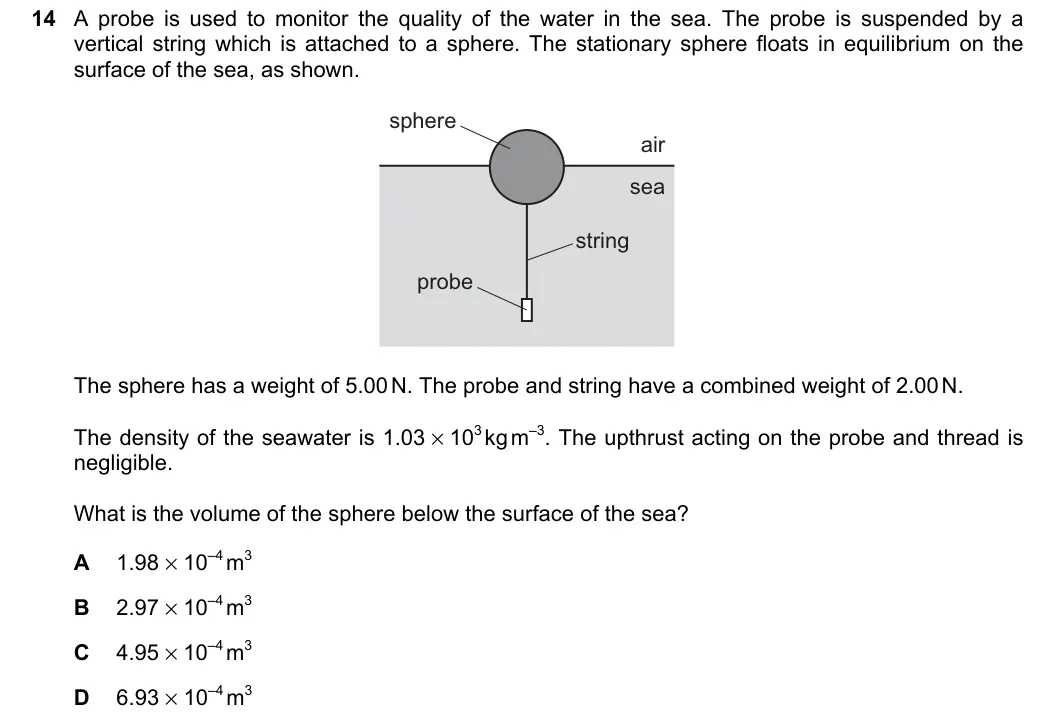 14 A probe is used to monitor the quality of the water in the sea. The probe is suspended by a
vertical string which is attached to a sphere. The stationary sphere floats in equilibrium on the
surface of the sea, as shown.
sphere
air
sea
string
probe
The sphere has a weight of 5.00 N. The probe and string have a combined weight of 2.00 N.
The density of the seawater is 1.03 × 10³ kg m⁻³. The upthrust acting on the probe and thread is
negligible.
What is the volume of the sphere below the surface of the sea?
A 1.98 × 10⁻⁴ m³
B 2.97 × 10⁻⁴ m³
C 4.95 × 10⁻⁴ m³
D 6.93 × 10⁻⁴ m³